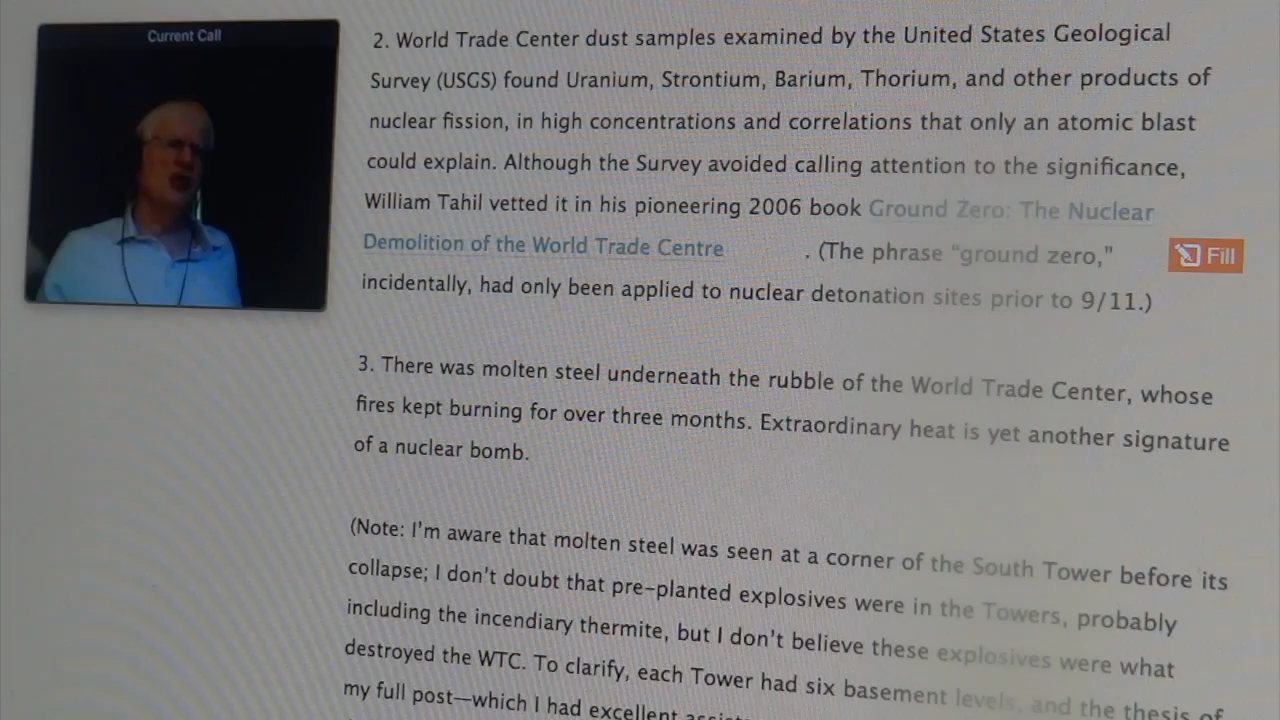 Current Call
2. World Trade Center dust samples examined by the United States Geological
Survey (USGS) found Uranium, Strontium, Barium, Thorium, and other products of
nuclear fission, in high concentrations and correlations that only an atomic blast
could explain. Although the Survey avoided calling attention to the significance,
William Tahil vetted it in his pioneering 2006 book Ground Zero: The Nuclear
Demolition of the World Trade Centre . (The phrase “ground zero,”
Fill
incidentally, had only been applied to nuclear detonation sites prior to 9/11.)
3. There was molten steel underneath the rubble of the World Trade Center, whose
fires kept burning for over three months. Extraordinary heat is yet another signature
of a nuclear bomb.
(Note: I'm aware that molten steel was seen at a corner of the South Tower before its
collapse; I don't doubt that pre-planted explosives were in the Towers, probably
including the incendiary thermite, but I don't believe these explosives were what
destroyed the WTC. To clarify, each Tower had six basement levels, and the thesis of
my full post—which I had excellent